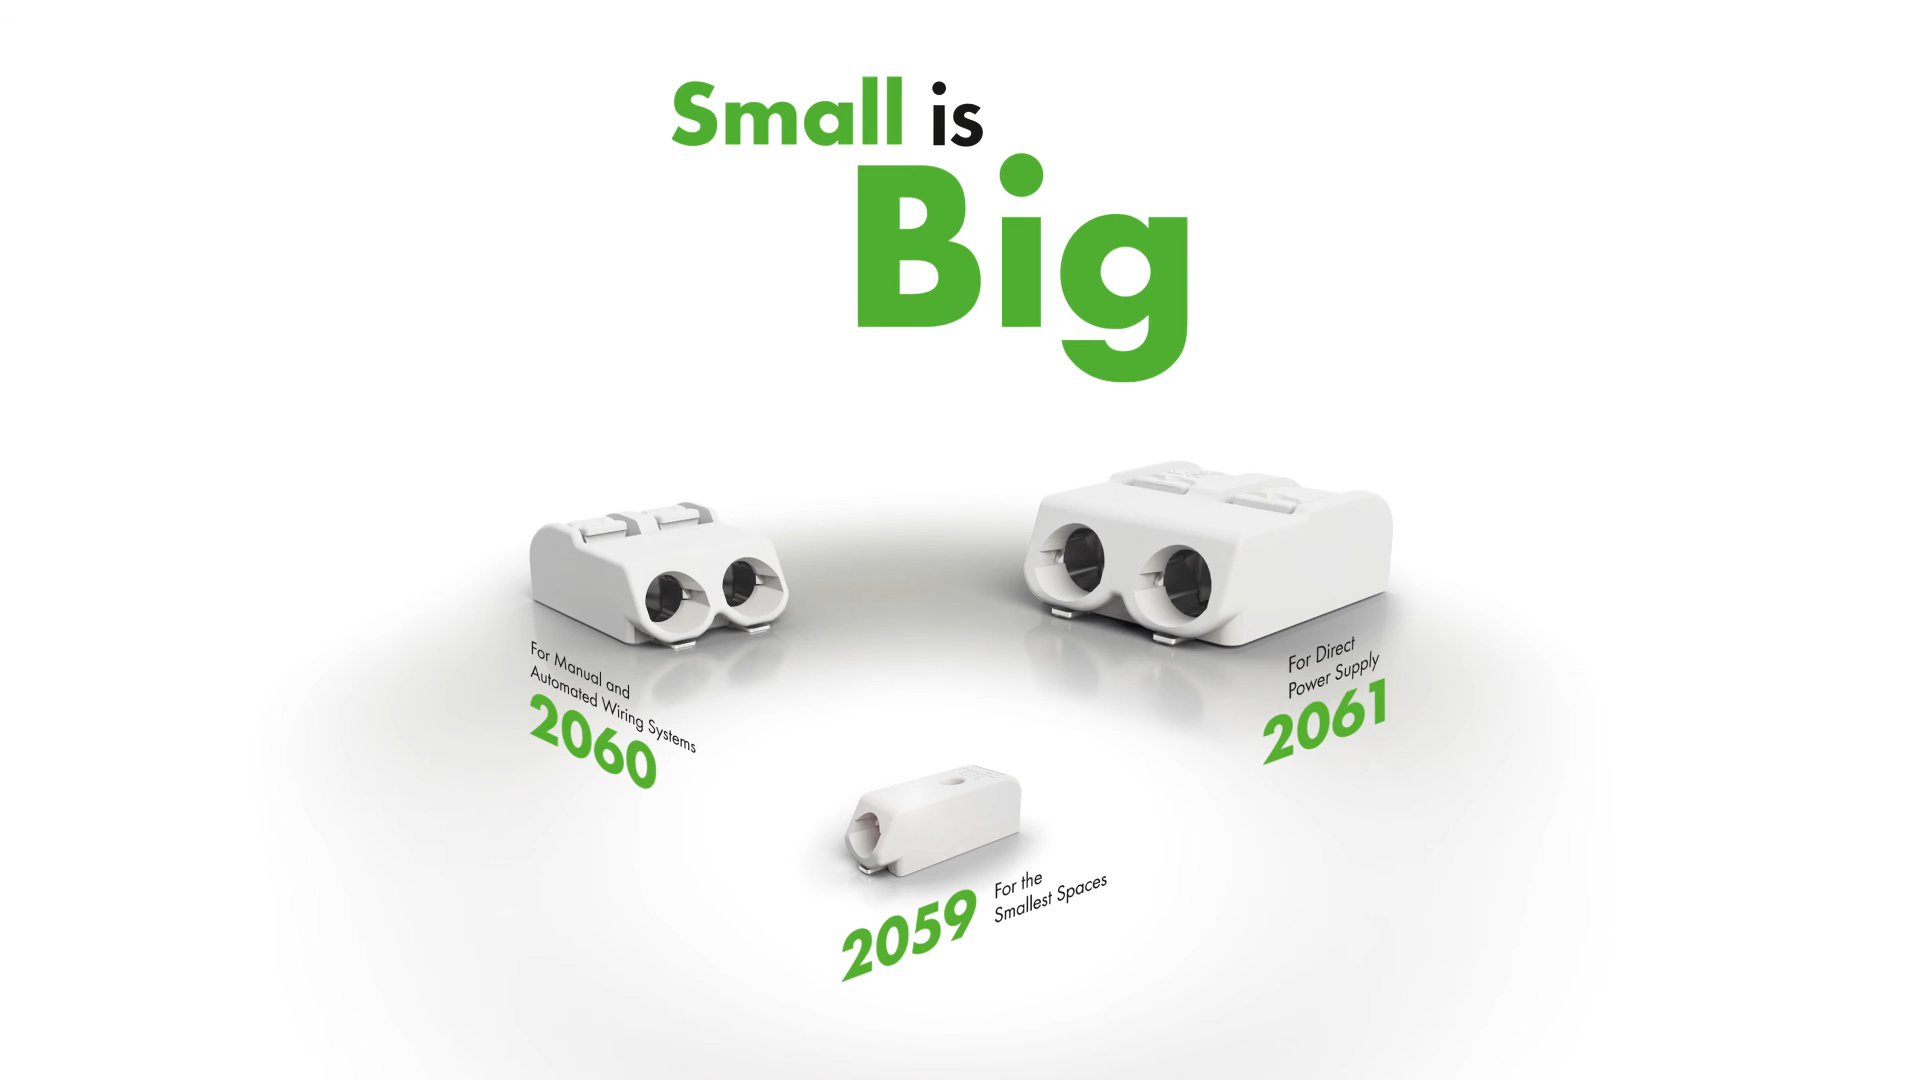 Small is
Big
For Manual and
Automated Wiring Systems
2060
For Direct
Power Supply
2061
2059
For the
Smallest Spaces